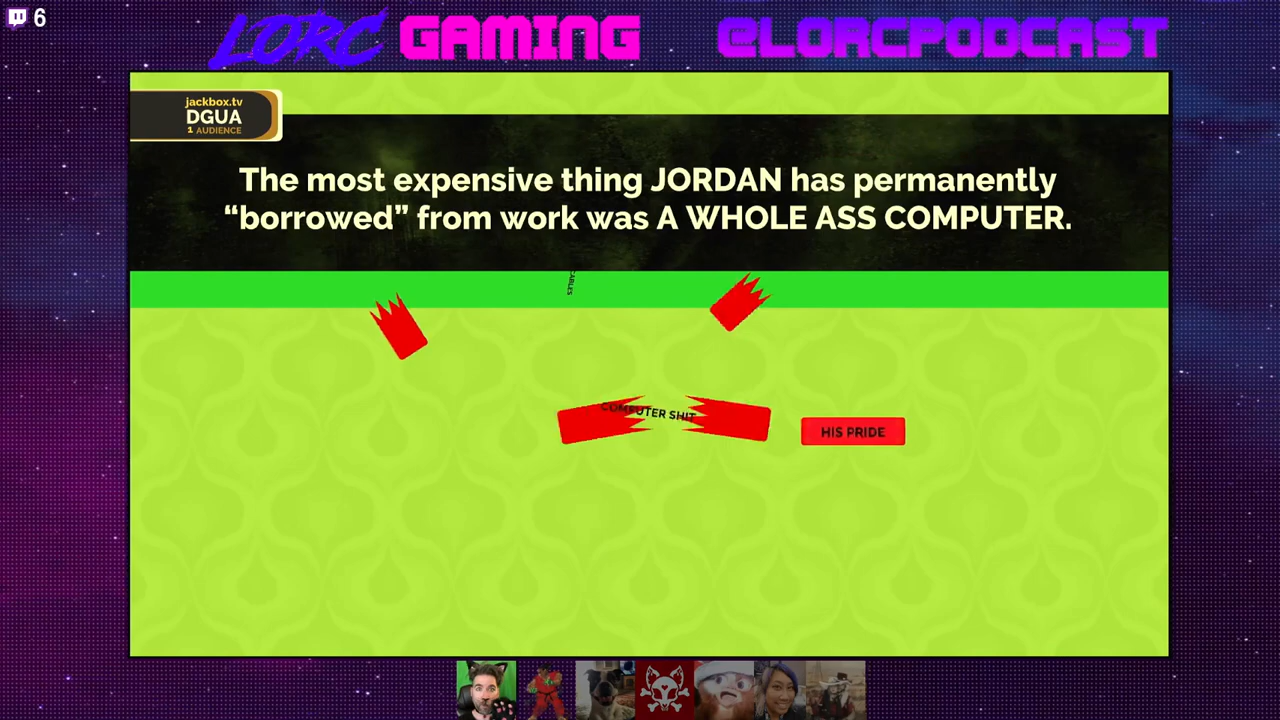 6
LORC GAMING
@LORCPODCAST
jackbox.tv
DGUA
1 AUDIENCE
The most expensive thing JORDAN has permanently
“borrowed” from work was A WHOLE ASS COMPUTER.
CABLES
COMPUTER SHIT
HIS PRIDE